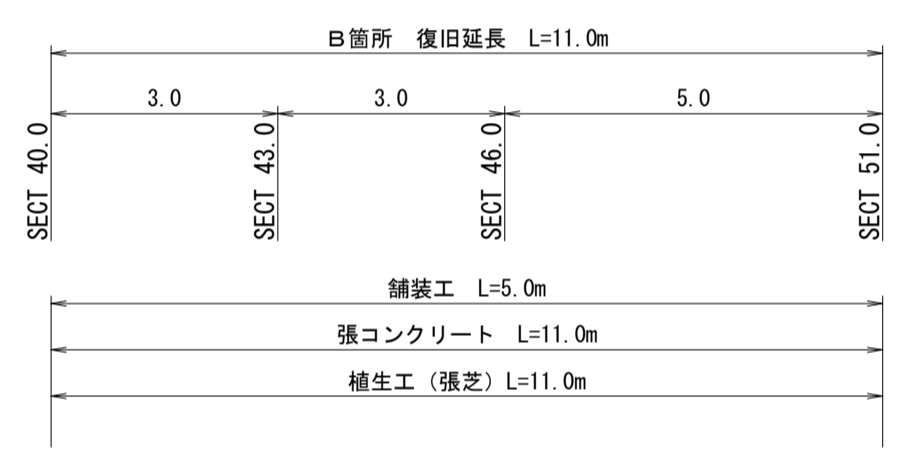 B箇所　復旧延長　L=11.0m
3.0 3.0 5.0
SECT 40.0
SECT 43.0
SECT 46.0
SECT 51.0
舗装工　L=5.0m
張コンクリート　L=11.0m
植生工（張芝）L=11.0m